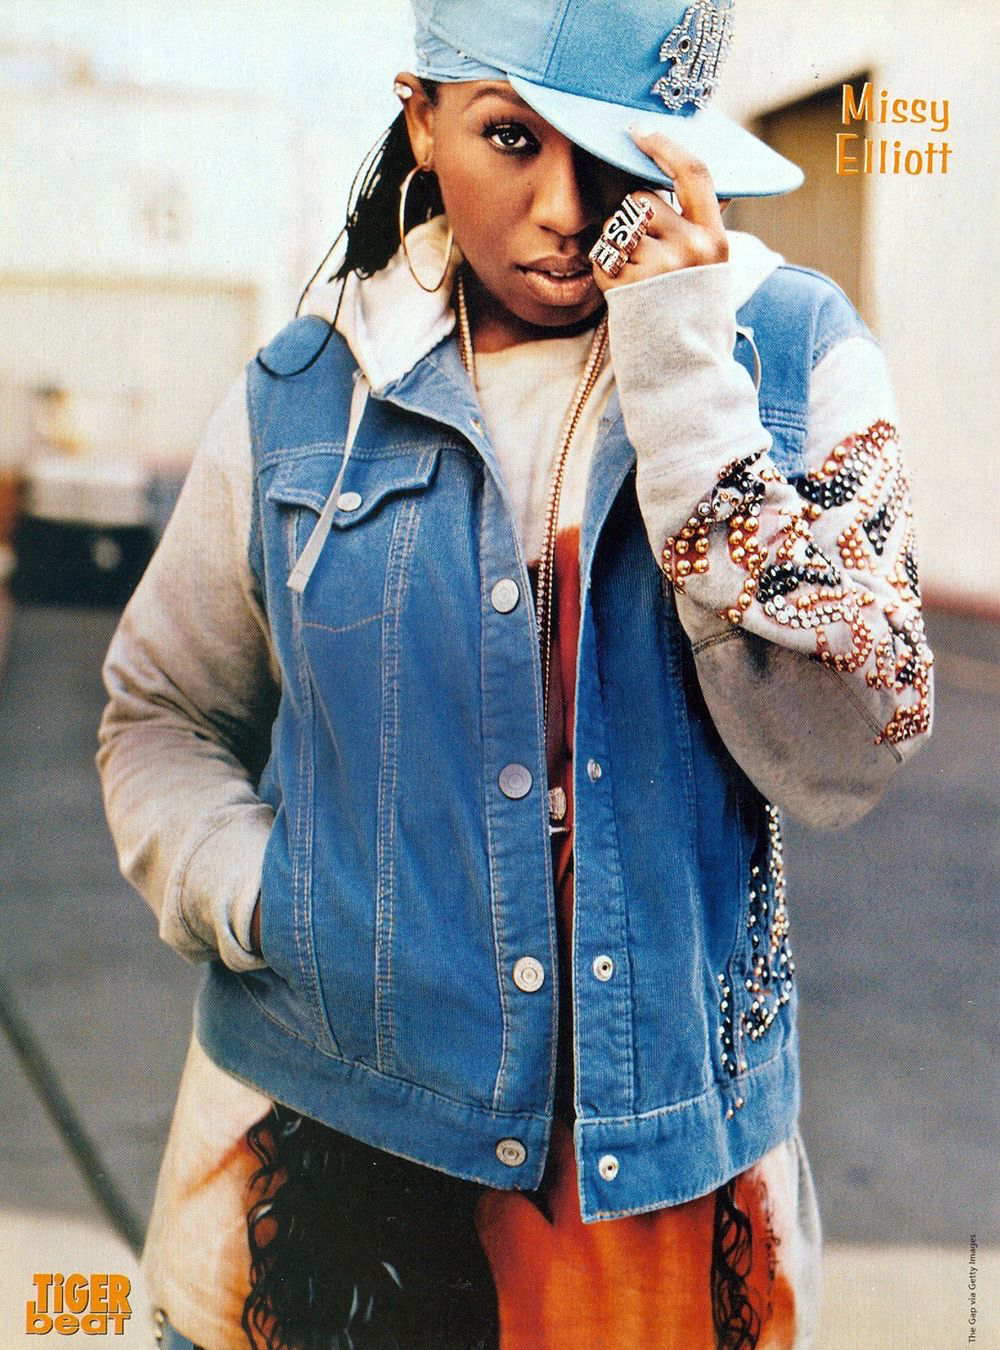 Missy
Elliott
TiGER
beat
The Gap via Getty Images